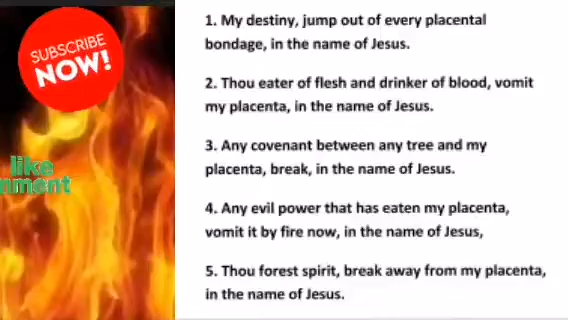 SUBSCRIBE
NOW!
like
nment
1. My destiny, jump out of every placental
bondage, in the name of Jesus.
2. Thou eater of flesh and drinker of blood, vomit
my placenta, in the name of Jesus.
3. Any covenant between any tree and my
placenta, break, in the name of Jesus.
4. Any evil power that has eaten my placenta,
vomit it by fire now, in the name of Jesus,
5. Thou forest spirit, break away from my placenta,
in the name of Jesus.